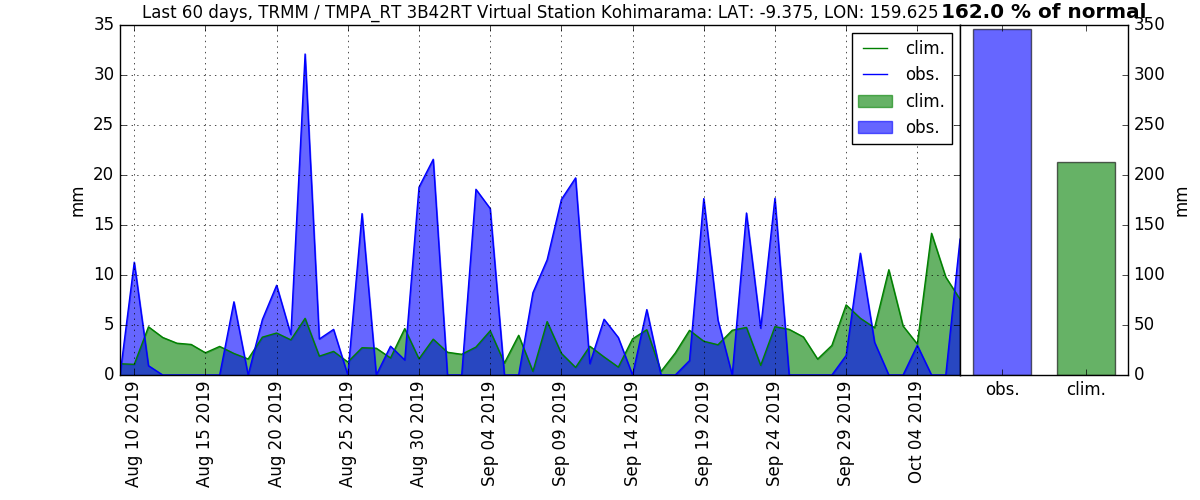 Last 60 days, TRMM / TMPA_RT 3B42RT Virtual Station Kohimarama: LAT: -9.375, LON: 159.625
162.0 % of normal
35
30
25
20
15
10
5
0
mm
clim.
obs.
clim.
obs.
Aug 10 2019
Aug 15 2019
Aug 20 2019
Aug 25 2019
Aug 30 2019
Sep 04 2019
Sep 09 2019
Sep 14 2019
Sep 19 2019
Sep 24 2019
Sep 29 2019
Oct 04 2019
350
300
250
200
150
100
50
0
mm
obs.
clim.